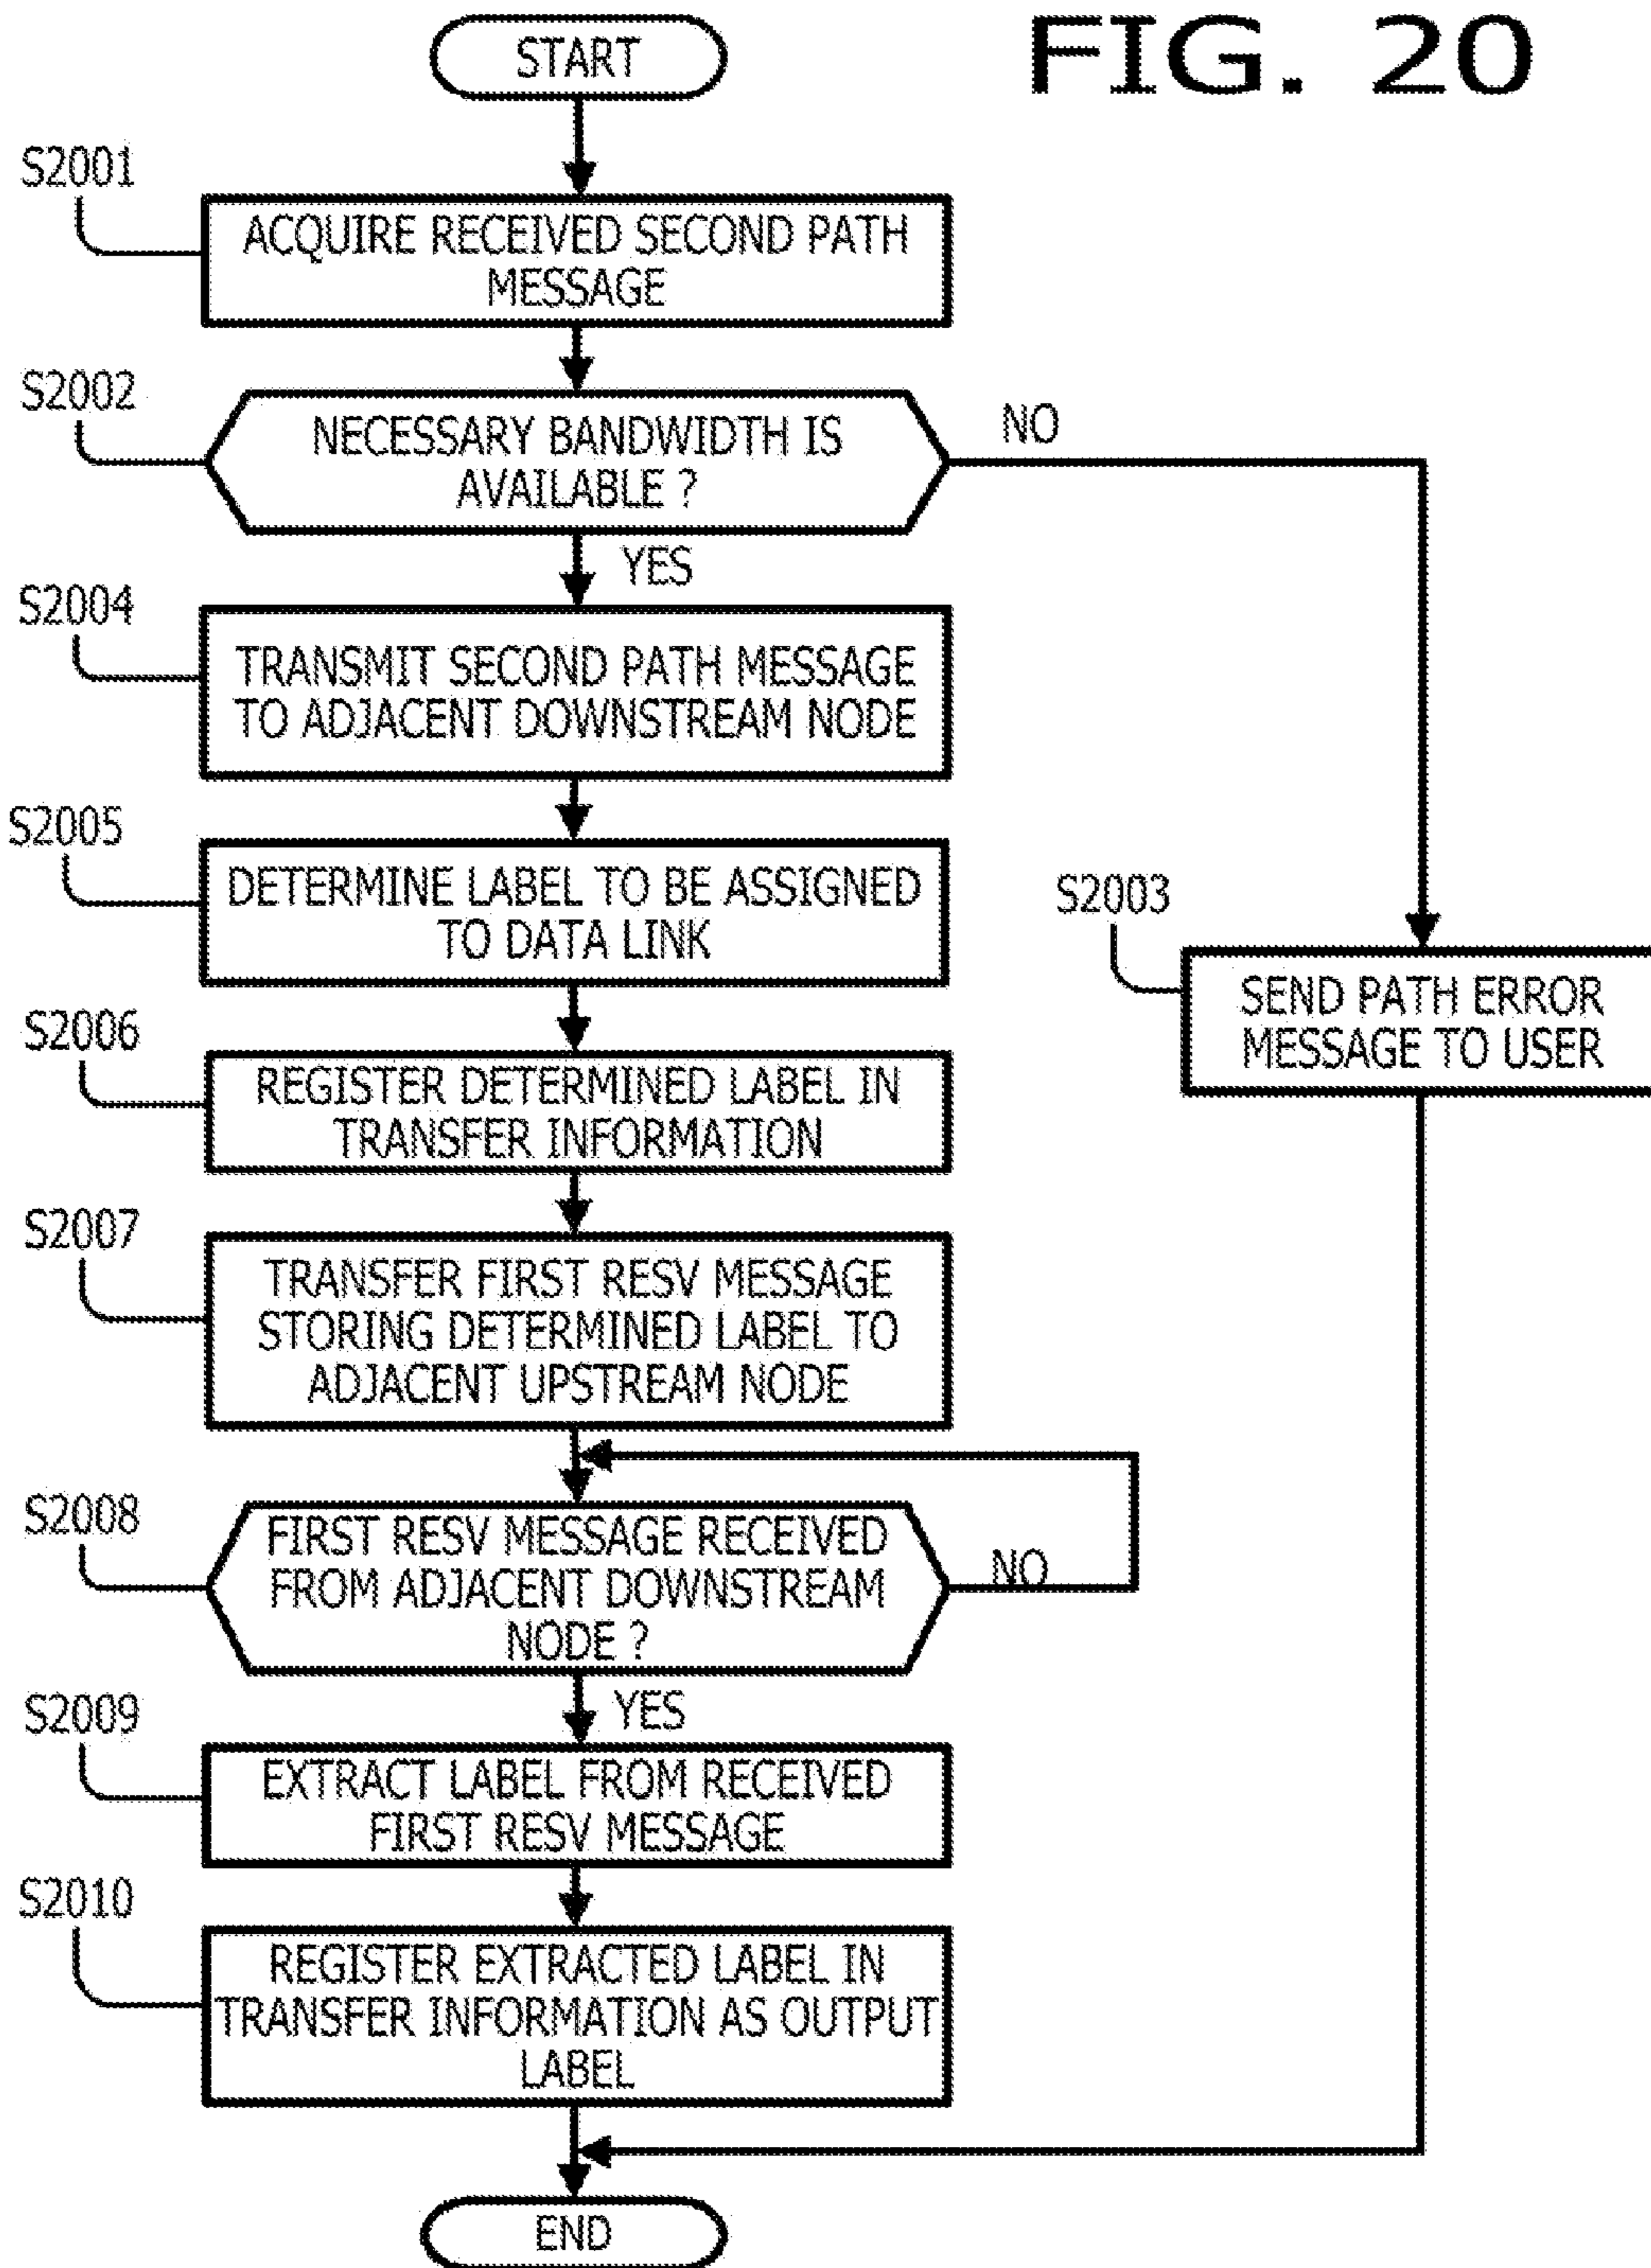 FIG. 20
START
S2001
ACQUIRE RECEIVED SECOND PATH
MESSAGE
S2002
NECESSARY BANDWIDTH IS
AVAILABLE ?
NO
YES
S2004
TRANSMIT SECOND PATH MESSAGE
TO ADJACENT DOWNSTREAM NODE
S2005
DETERMINE LABEL TO BE ASSIGNED
TO DATA LINK
S2003
SEND PATH ERROR
MESSAGE TO USER
S2006
REGISTER DETERMINED LABEL IN
TRANSFER INFORMATION
S2007
TRANSFER FIRST RESV MESSAGE
STORING DETERMINED LABEL TO
ADJACENT UPSTREAM NODE
S2008
FIRST RESV MESSAGE RECEIVED
FROM ADJACENT DOWNSTREAM
NODE ?
NO
YES
S2009
EXTRACT LABEL FROM RECEIVED
FIRST RESV MESSAGE
S2010
REGISTER EXTRACTED LABEL IN
TRANSFER INFORMATION AS OUTPUT
LABEL
END